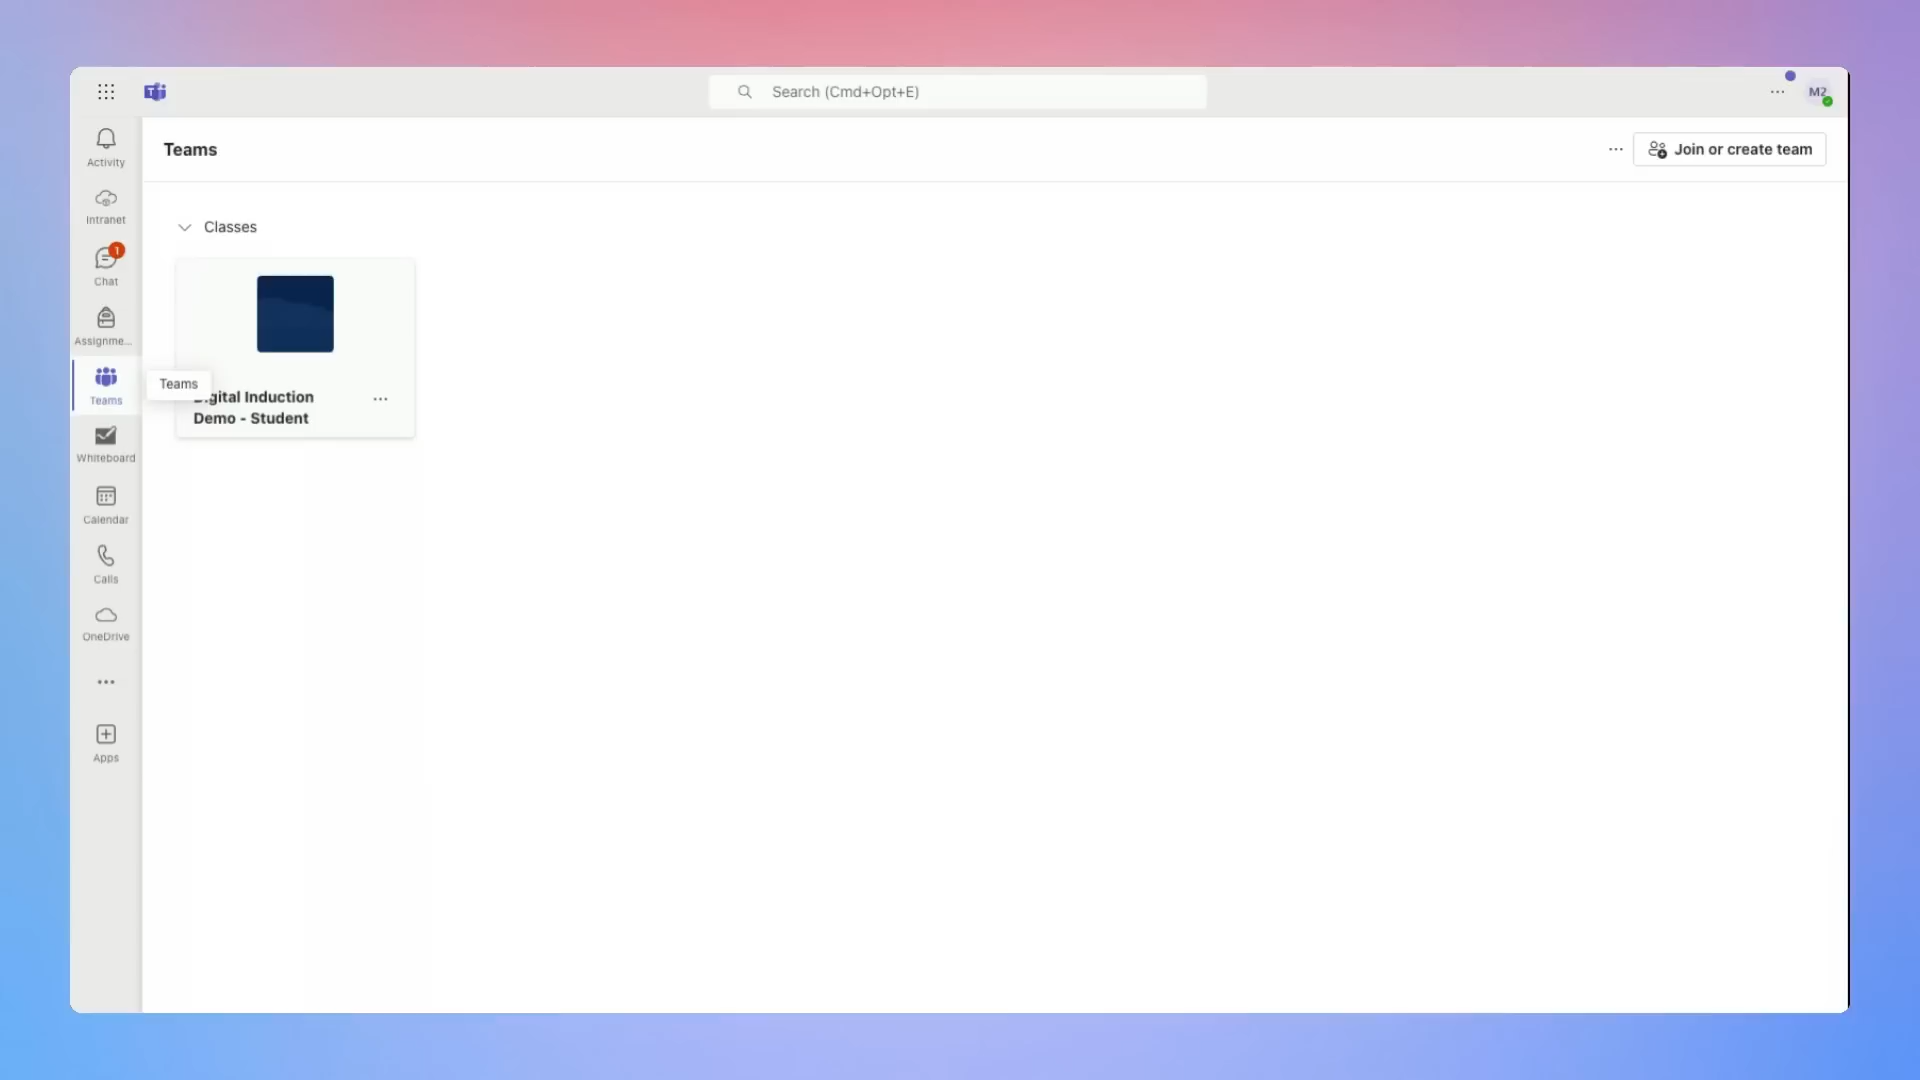 Search (Cmd+Opt+E)
M2
Activity
Intranet
1
Chat
Assignme...
Teams
Whiteboard
Calendar
Calls
OneDrive
Apps
Teams
Join or create team
Classes
Teams
gital Induction
Demo - Student